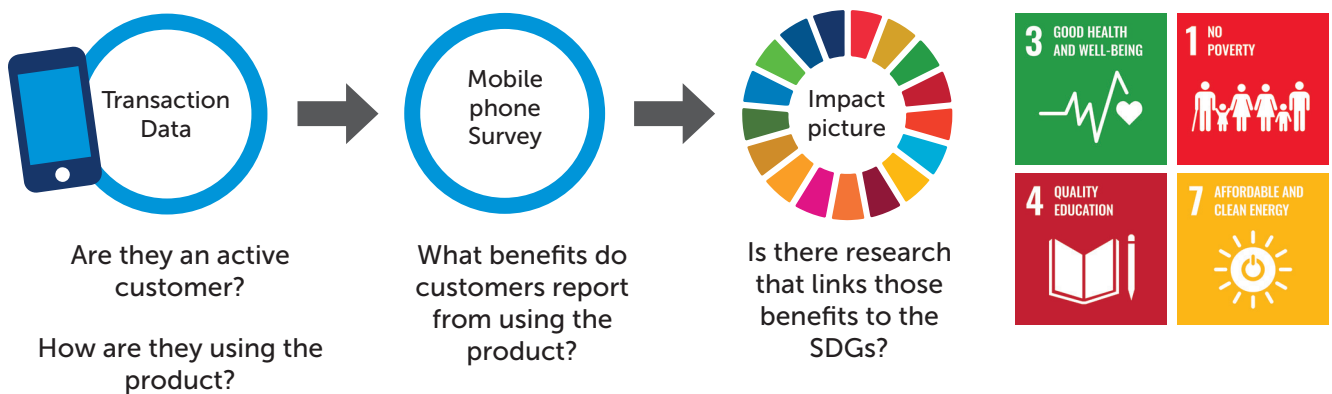 Transaction
Data
Mobile
phone
Survey
Impact
picture
Are they an active
customer?
How are they using the
product?
What benefits do
customers report
from using the
product?
Is there research
that links those
benefits to the
SDGs?
3 GOOD HEALTH
AND WELL-BEING
1 NO
POVERTY
4 QUALITY
EDUCATION
7 AFFORDABLE AND
CLEAN ENERGY